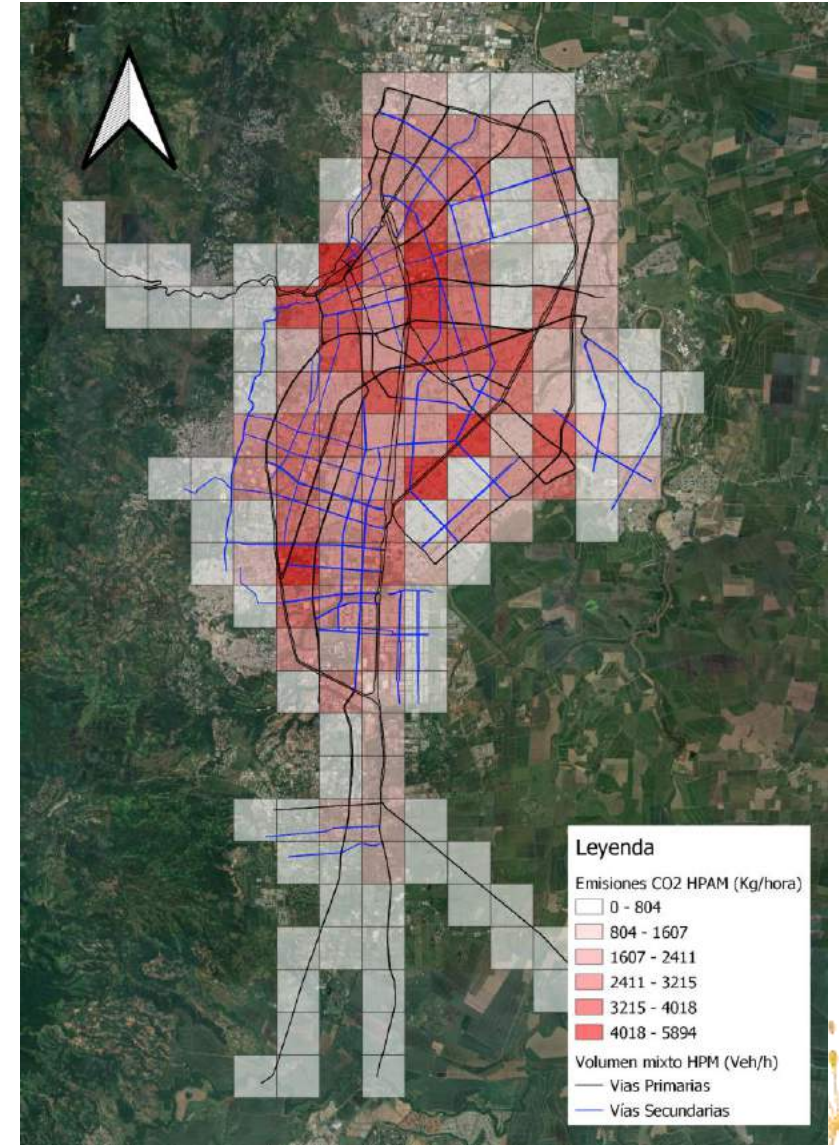 Leyenda
Emisiones CO2 HPAM (Kg/hora)
0 - 804
804 - 1607
1607 - 2411
2411 - 3215
3215 - 4018
4018 - 5894
Volumen mixto HPM (Veh/h)
Vias Primarias
Vías Secundarias